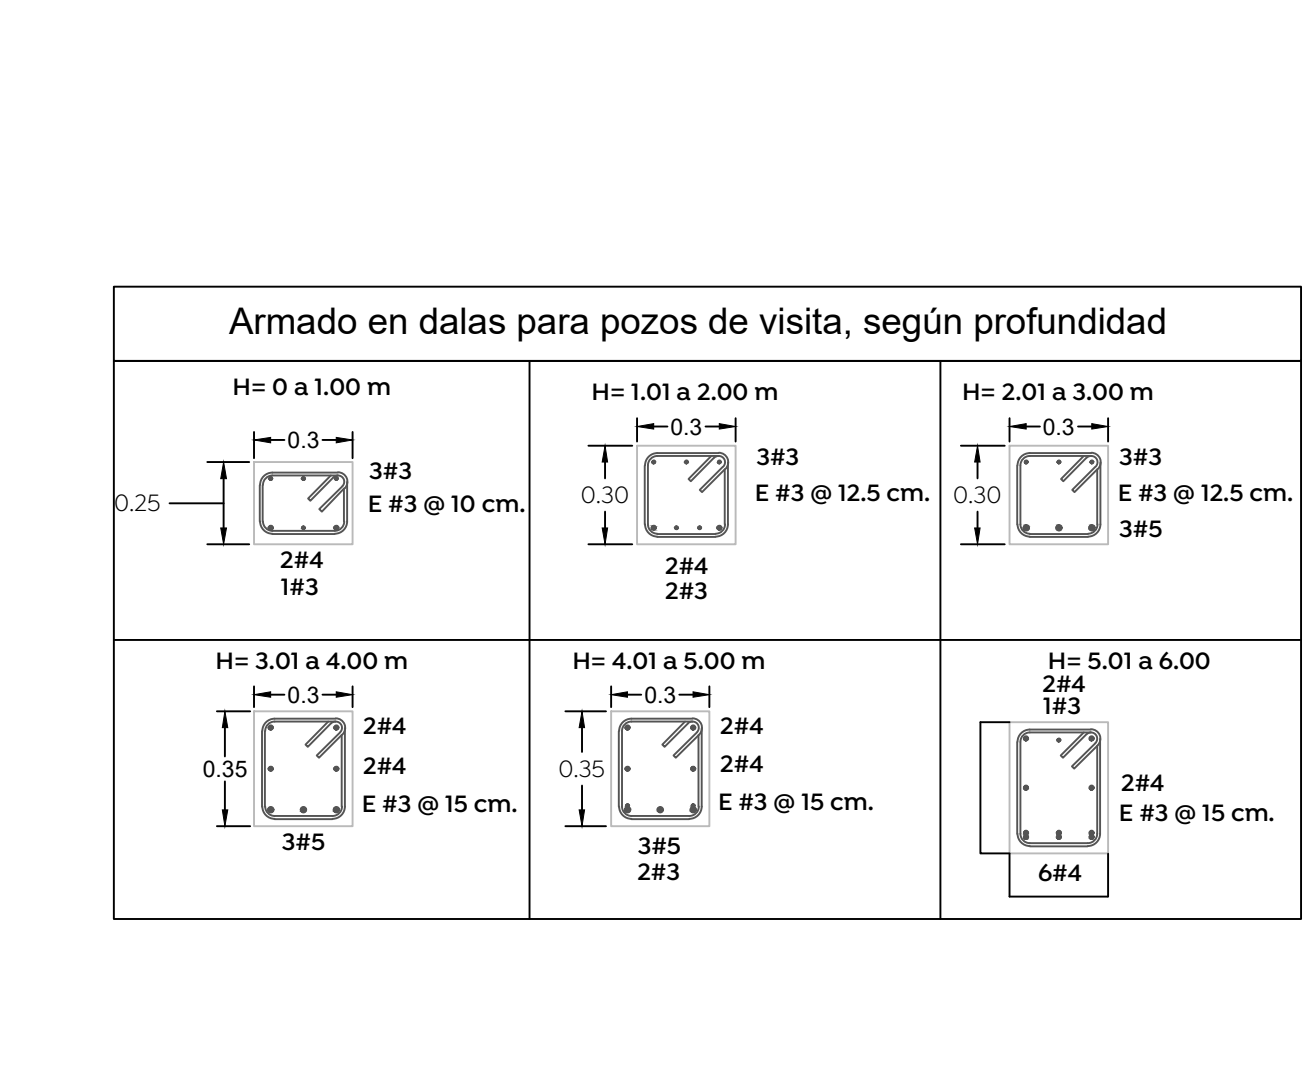 Armado en dalas para pozos de visita, según profundidad
H= 0 a 1.00 m
0.3
0.25
3#3
E #3 @ 10 cm.
2#4
1#3
H= 1.01 a 2.00 m
0.3
0.30
3#3
E #3 @ 12.5 cm.
2#4
2#3
H= 2.01 a 3.00 m
0.3
0.30
3#3
E #3 @ 12.5 cm.
3#5
H= 3.01 a 4.00 m
0.3
0.35
2#4
2#4
E #3 @ 15 cm.
3#5
H= 4.01 a 5.00 m
0.3
0.35
2#4
2#4
E #3 @ 15 cm.
3#5
2#3
H= 5.01 a 6.00
2#4
1#3
2#4
E #3 @ 15 cm.
6#4